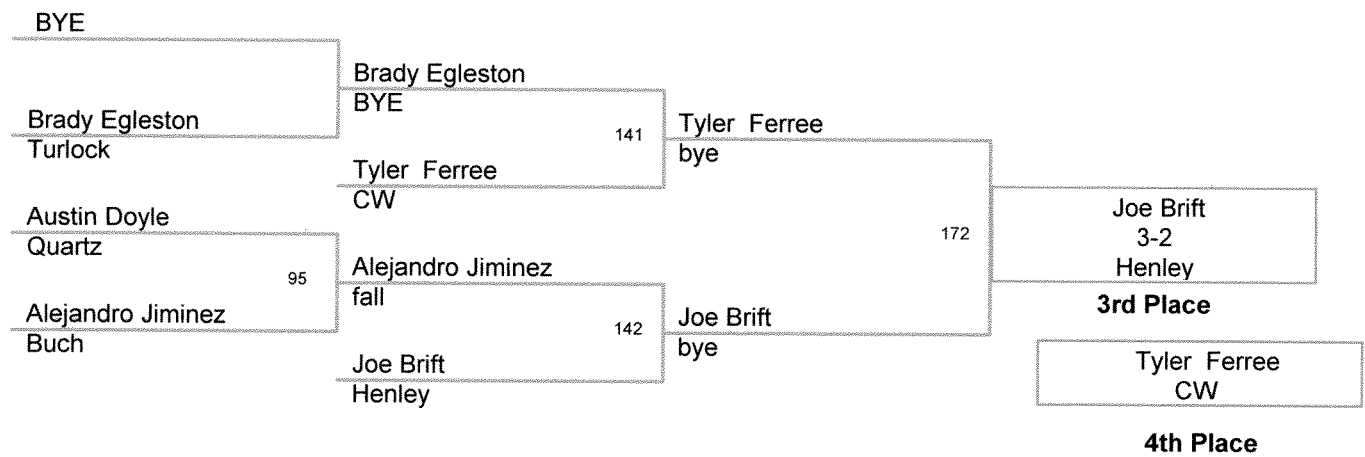 BYE
Brady Egleston
Turlock
Austin Doyle
Quartz
95
Alejandro Jiminez
Buch
Brady Egleston
BYE
141
Tyler Ferree
CW
Alejandro Jiminez
fall
142
Joe Brift
Henley
Tyler Ferree
bye
172
Joe Brift
bye
Joe Brift
3-2
Henley
3rd Place
Tyler Ferree
CW
4th Place